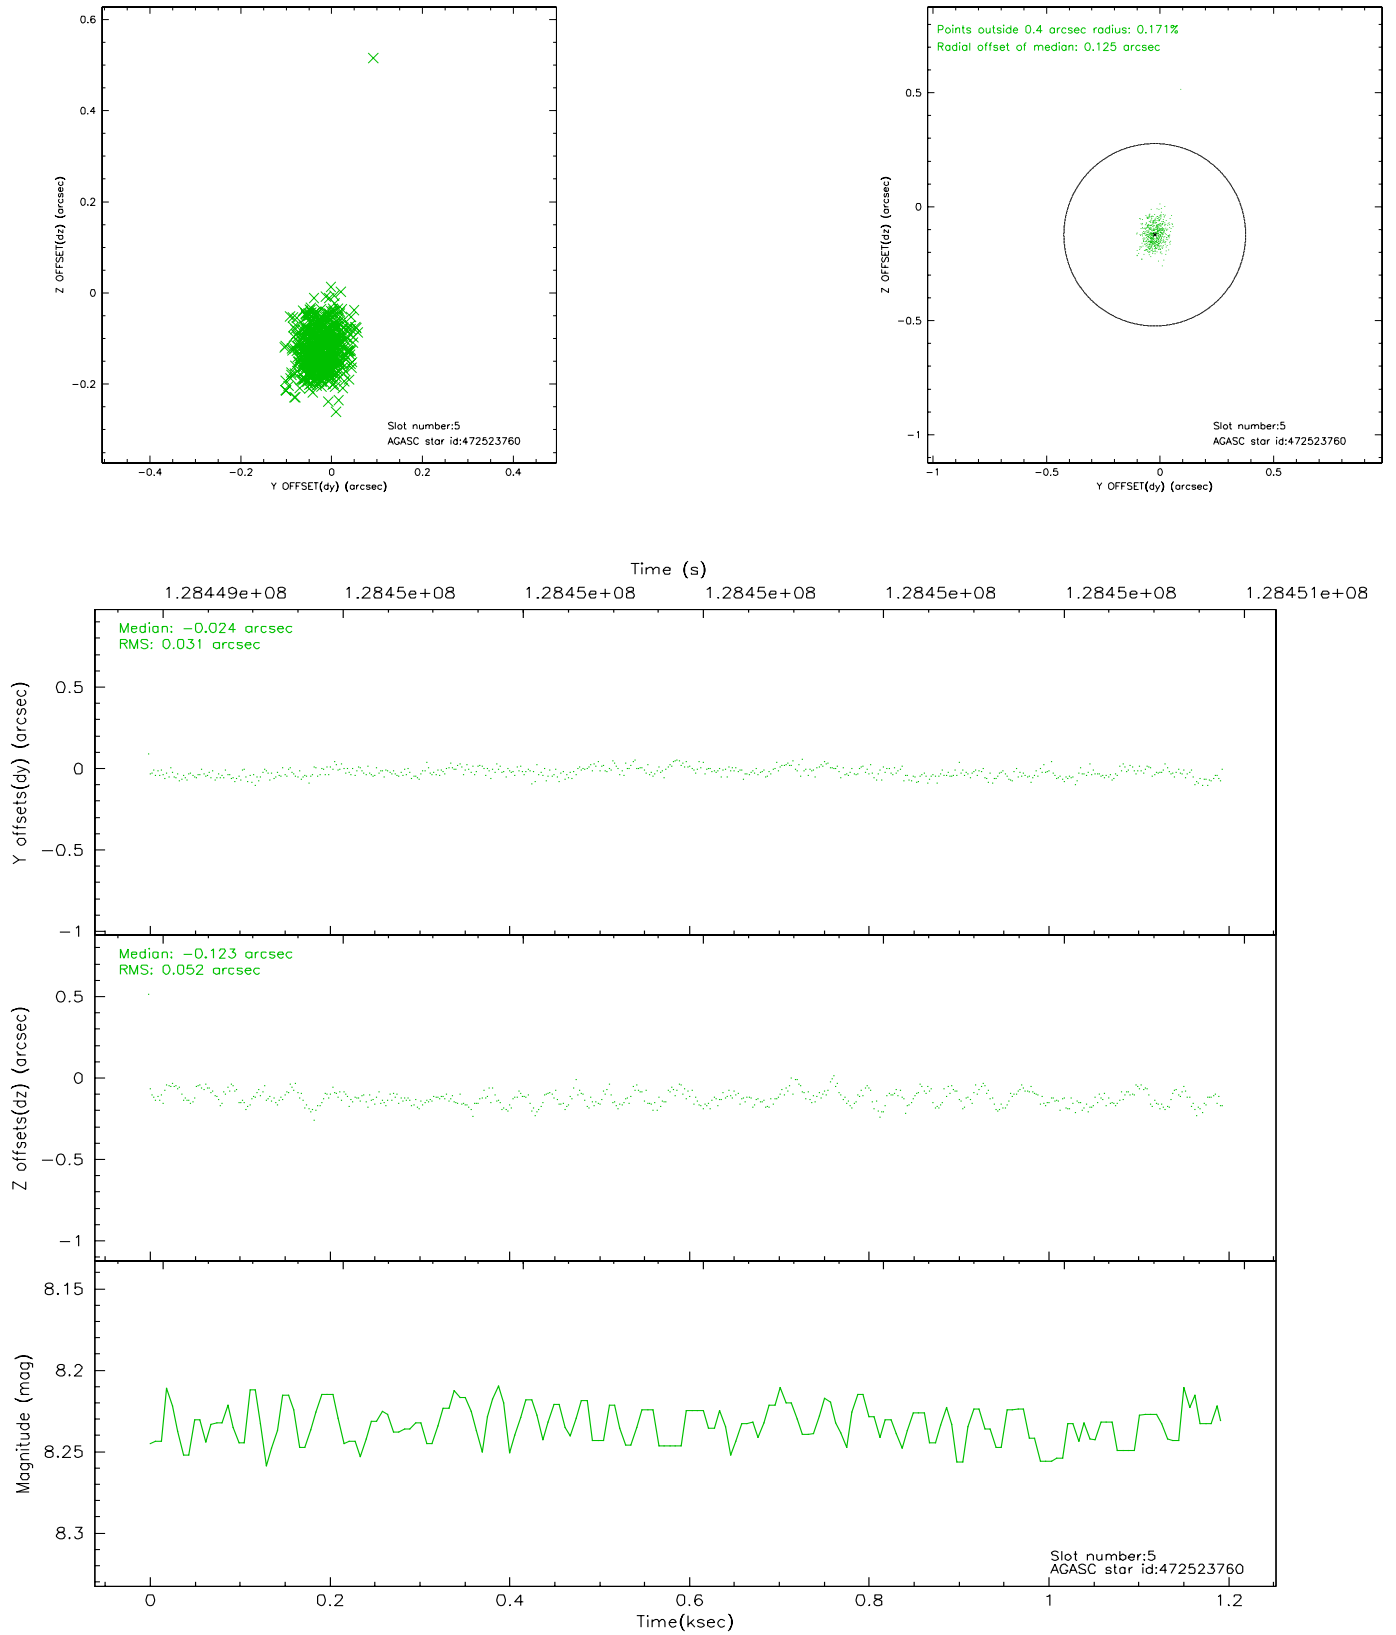 0.6
0.4
0.2
0
−0.2
Z OFFSET(dz) (arcsec)
Slot number:5
AGASC star id:472523760
−0.4 −0.2 0 0.2 0.4
Y OFFSET(dy) (arcsec)
Points outside 0.4 arcsec radius: 0.171%
Radial offset of median: 0.125 arcsec
0.5
0
−0.5
−1
Z OFFSET(dz) (arcsec)
Slot number:5
AGASC star id:472523760
−1 −0.5 0 0.5
Y OFFSET(dy) (arcsec)
Time (s)
1.28449e+08 1.2845e+08 1.2845e+08 1.2845e+08 1.2845e+08 1.2845e+08 1.28451e+08
Median: −0.024 arcsec
RMS: 0.031 arcsec
0.5
0
−0.5
−1
Y offsets(dy) (arcsec)
Median: −0.123 arcsec
RMS: 0.052 arcsec
0.5
0
−0.5
−1
Z offsets(dz) (arcsec)
8.15
8.2
8.25
8.3
Magnitude (mag)
Slot number:5
AGASC star id:472523760
0 0.2 0.4 0.6 0.8 1 1.2
Time(ksec)